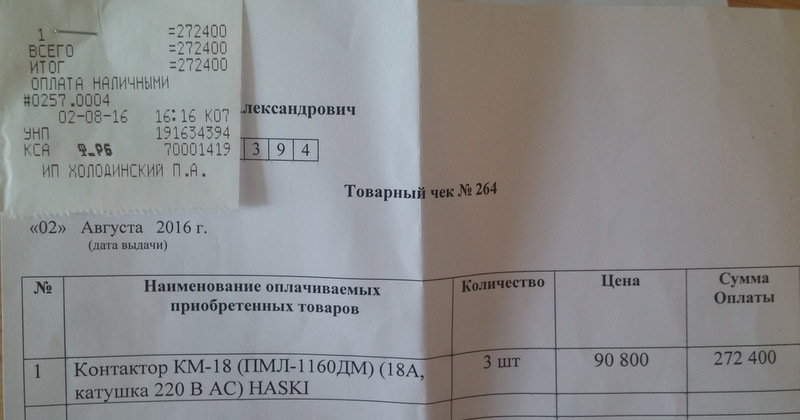 1 =272400
ВСЕГО =272400
ИТОГ =272400
ОПЛАТА НАЛИЧНЫМИ
#0257.0004
02-08-16 16:16 К07
УНП 191634394
КСА 70001419
ИП ХОЛОДИНСКИЙ П.А.
лександрович
3 9 4
Товарный чек № 264
«02» Августа 2016 г.
(дата выдачи)
№ Наименование оплачиваемых приобретенных товаров Количество Цена Сумма Оплаты
1 Контактор КМ-18 (ПМЛ-1160ДМ) (18А, 3 шт 90 800 272 400
катушка 220 В АС) HASKI